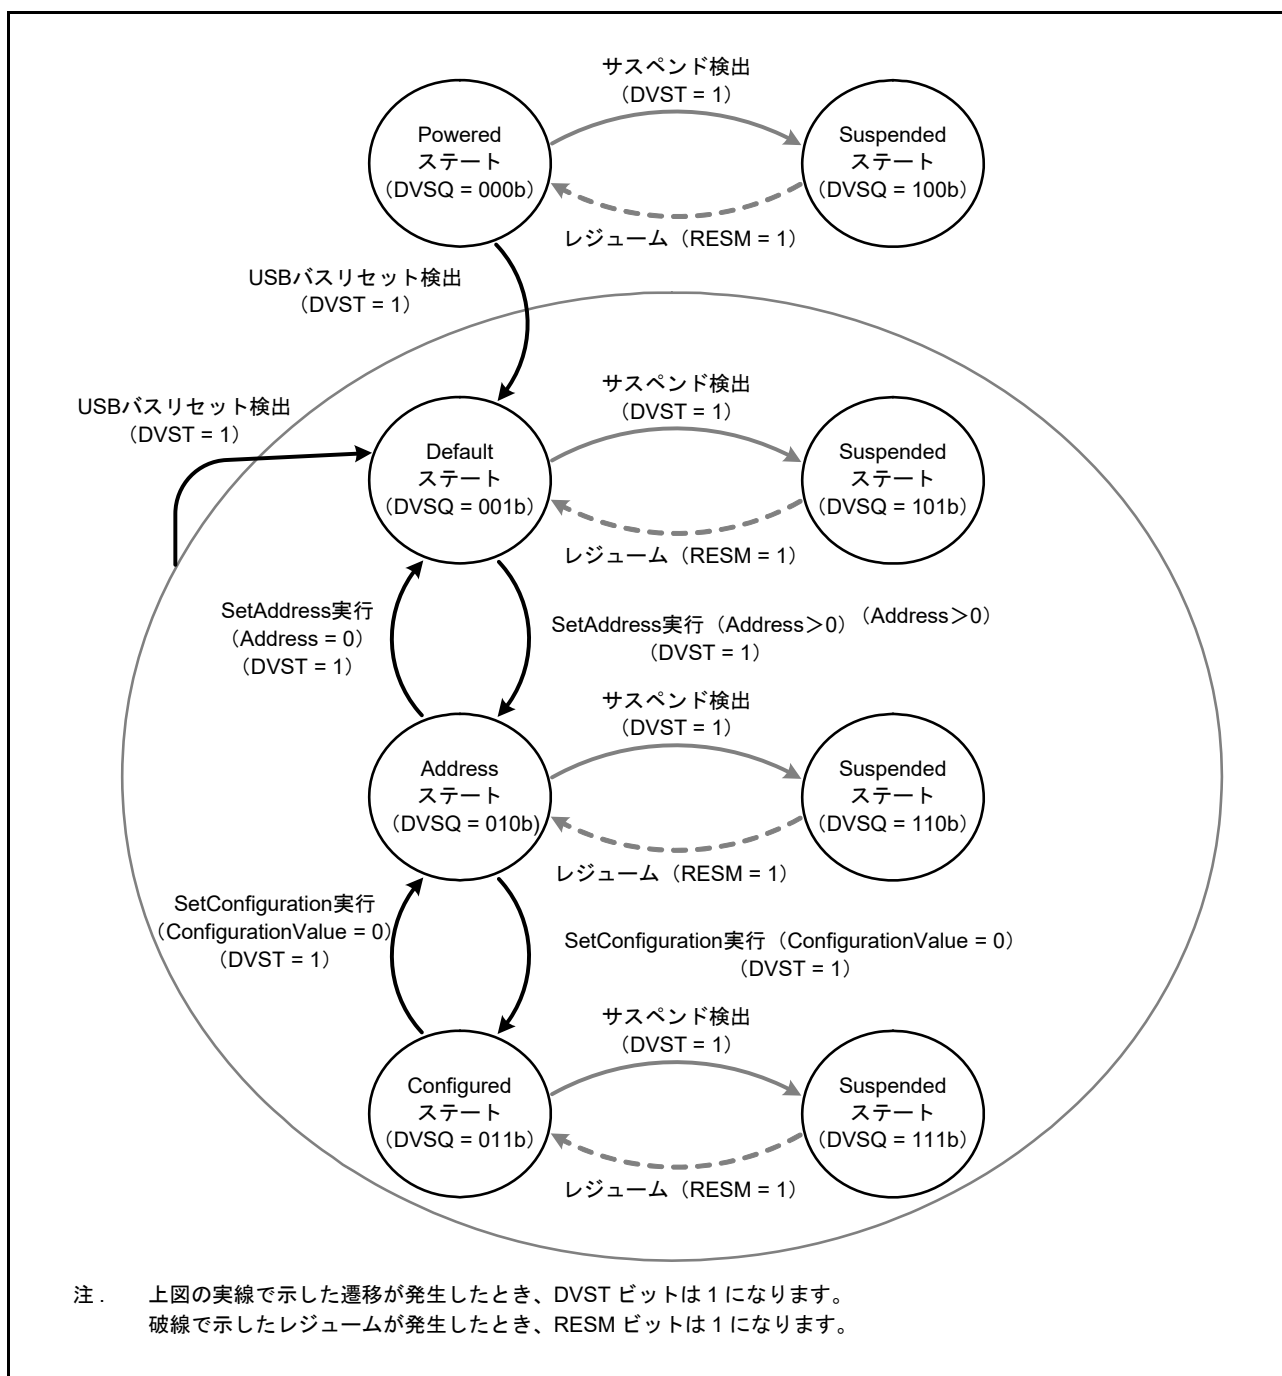 サスペンド検出
（DVST = 1）
Powered
ステート
（DVSQ = 000b）
Suspended
ステート
（DVSQ = 100b）
レジューム（RESM = 1）
USBバスリセット検出
（DVST = 1）
USBバスリセット検出
（DVST = 1）
サスペンド検出
（DVST = 1）
Default
ステート
（DVSQ = 001b）
Suspended
ステート
（DVSQ = 101b）
レジューム（RESM = 1）
SetAddress実行
（Address = 0）
（DVST = 1）
SetAddress実行（Address＞0）（Address＞0）
（DVST = 1）
サスペンド検出
（DVST = 1）
Address
ステート
（DVSQ = 010b)
Suspended
ステート
（DVSQ = 110b）
レジューム（RESM = 1）
SetConfiguration実行
（ConfigurationValue = 0）
（DVST = 1）
SetConfiguration実行（ConfigurationValue = 0）
（DVST = 1）
サスペンド検出
（DVST = 1）
Configured
ステート
（DVSQ = 011b）
Suspended
ステート
（DVSQ = 111b）
レジューム（RESM = 1）
注 . 上図の実線で示した遷移が発生したとき、DVST ビットは 1 になります。
破線で示したレジュームが発生したとき、RESM ビットは 1 になります。